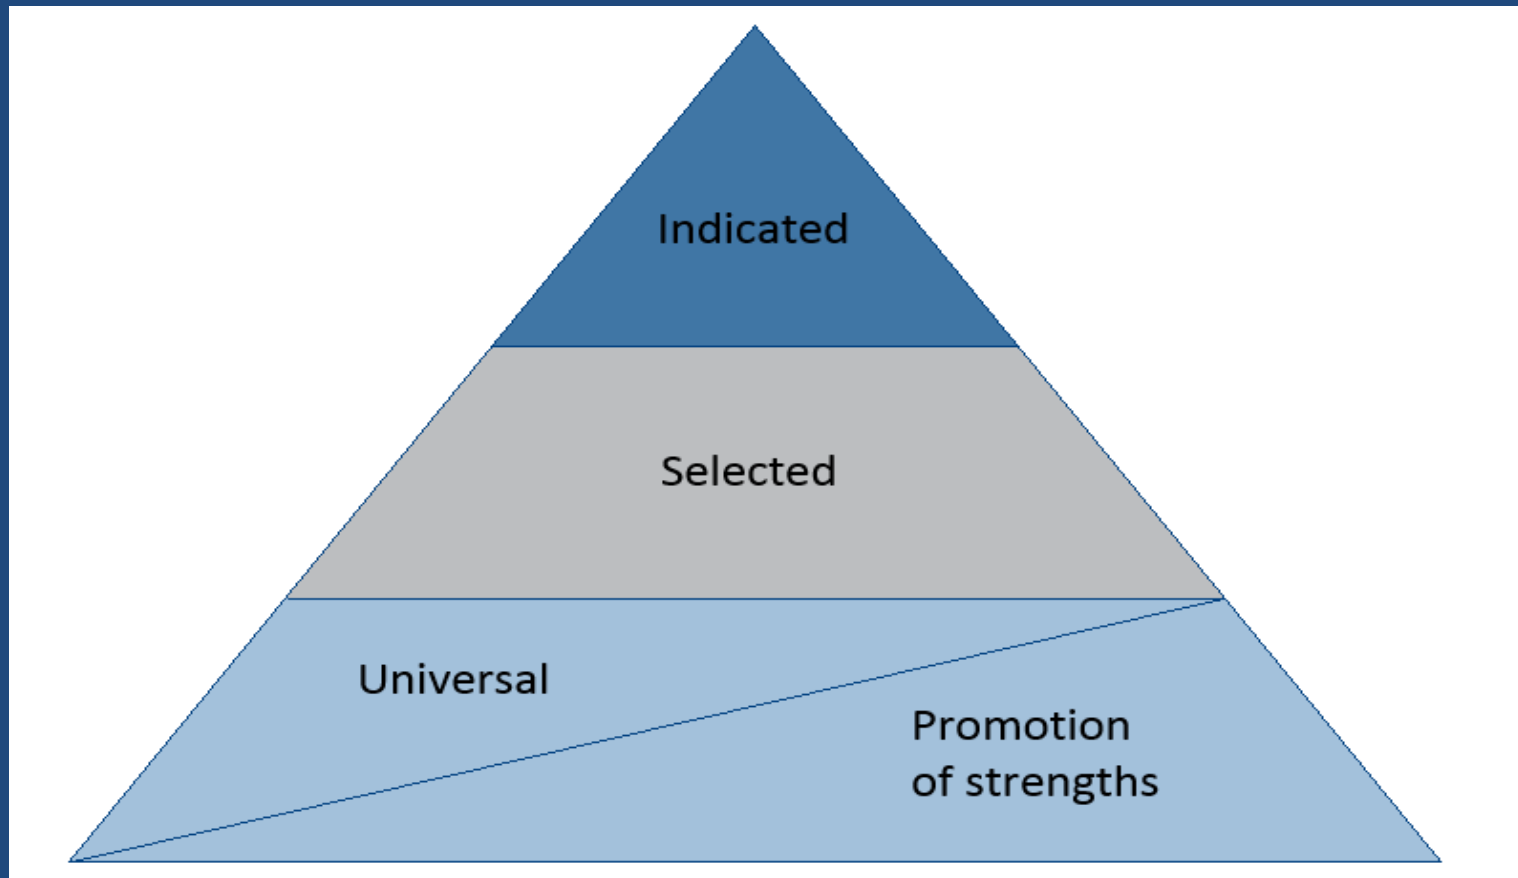 Indicated
Selected
Universal
Promotion
of strengths